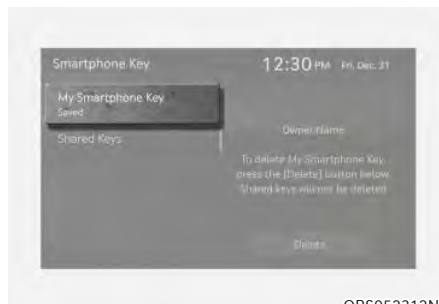 Smartphone Key
12:30 PM Fri. Dec. 21
My Smartphone Key
Saved
Shared Keys
Owner Name
To delete My Smartphone Key,
press the [Delete] button below.
Shared keys will not be deleted.
Delete